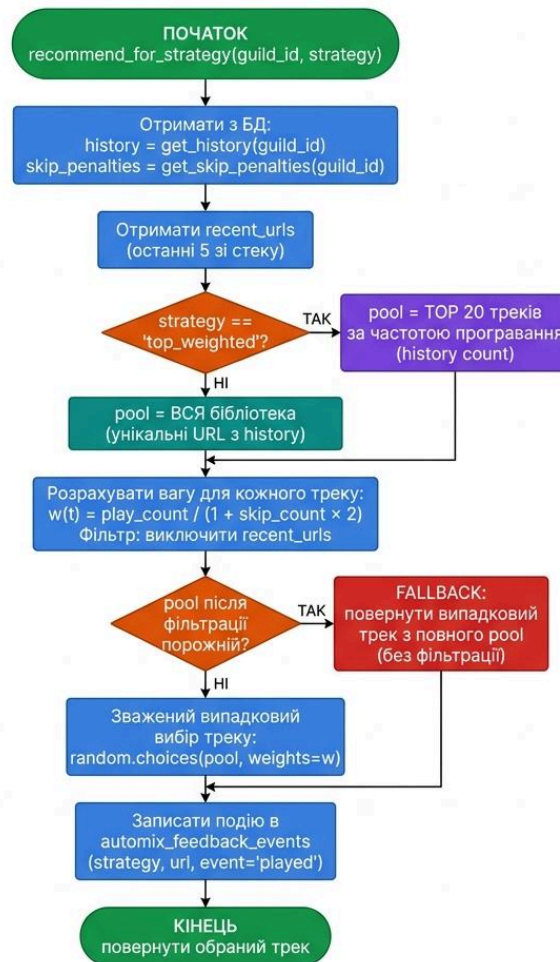 ПОЧАТОК
recommend_for_strategy(guild_id, strategy)
Отримати з БД:
history = get_history(guild_id)
skip_penalties = get_skip_penalties(guild_id)
Отримати recent_urls
(останні 5 зі стеку)
strategy ==
'top_weighted'?
ТАК
pool = TOP 20 треків
за частотою програвання
(history count)
НІ
pool = ВСЯ бібліотека
(унікальні URL з history)
Розрахувати вагу для кожного треку:
w(t) = play_count / (1 + skip_count × 2)
Фільтр: виключити recent_urls
pool після
фільтрації
порожній?
ТАК
FALLBACK:
повернути випадковий
трек з повного pool
(без фільтрації)
НІ
Зважений випадковий
вибір треку:
random.choices(pool, weights=w)
Записати подію в
automix_feedback_events
(strategy, url, event='played')
КІНЕЦЬ
повернути обраний трек